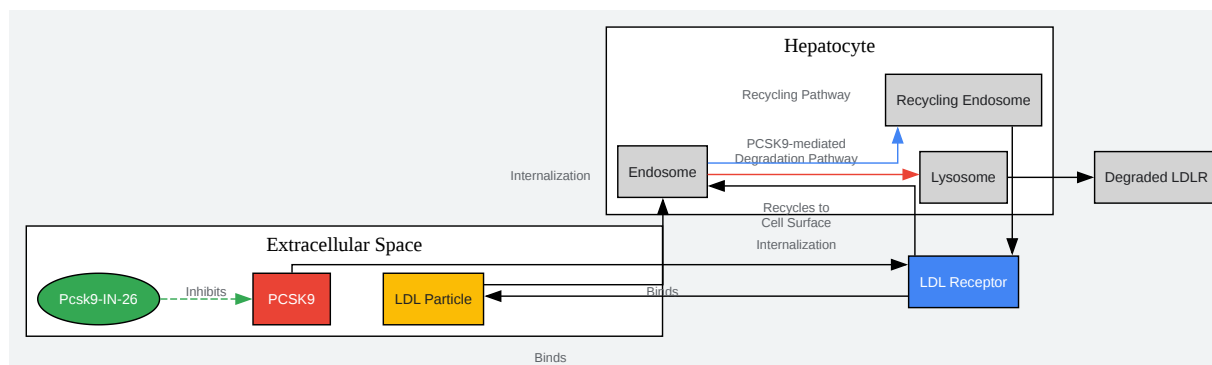 Hepatocyte
Recycling Pathway
Recycling Endosome
PCSK9-mediated
Degradation Pathway
Endosome
Lysosome
Degraded LDLR
Internalization
Recycles to
Cell Surface
Internalization
Extracellular Space
Pcsk9-IN-26
Inhibits
PCSK9
LDL Particle
Binds
LDL Receptor
Binds